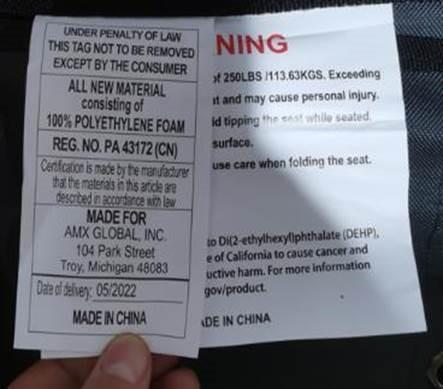 UNDER PENALTY OF LAW
THIS TAG NOT TO BE REMOVED
EXCEPT BY THE CONSUMER
ALL NEW MATERIAL
consisting of
100% POLYETHYLENE FOAM
REG. NO. PA 43172 (CN)
Certification is made by the manufacturer
that the materials in this article are
described in accordance with law
MADE FOR
AMX GLOBAL, INC.
104 Park Street
Troy, Michigan 48083
Date of delivery: 05/2022
MADE IN CHINA
NING
of 250LBS /113.63KGS. Exceeding
and may cause personal injury.
tipping the seat while seated.
surface.
use care when folding the seat.
to Di(2-ethylhexyl)phthalate (DEHP),
e of California to cause cancer and
uctive harm. For more information
gov/product.
ADE IN CHINA